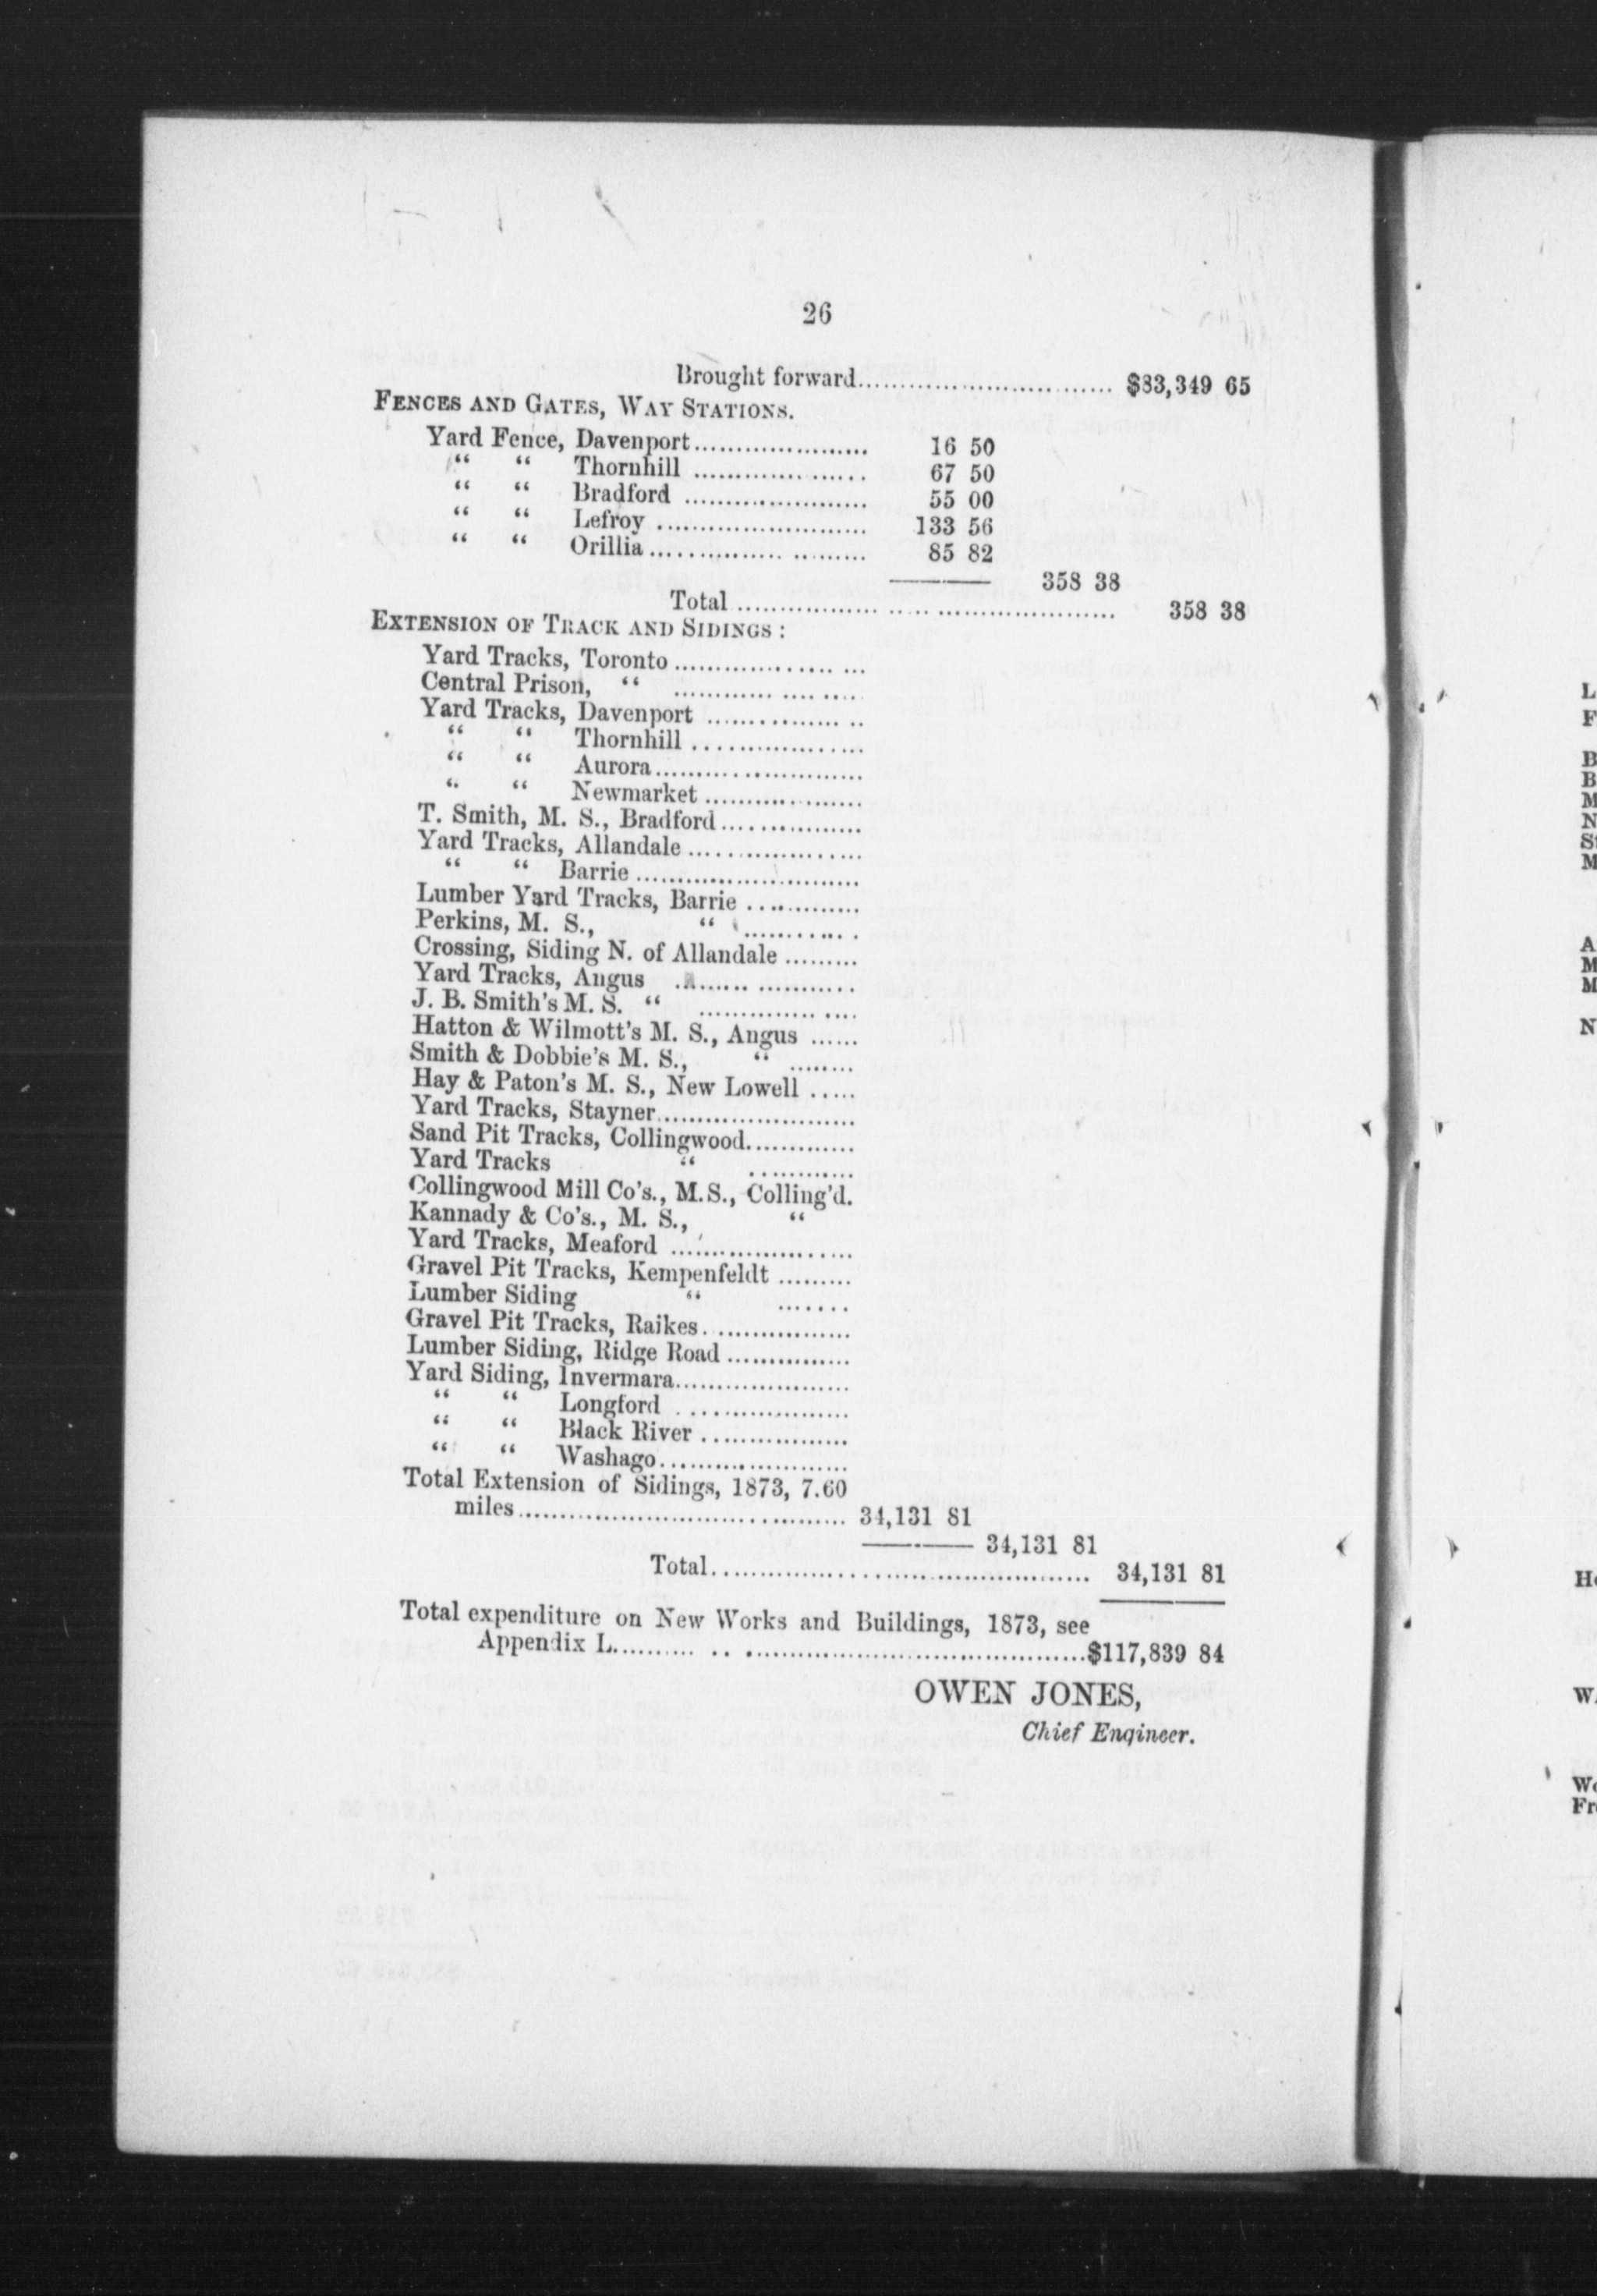 26
Brought forward.............................. $83,349 65
FENCES AND GATES, WAY STATIONS.
Yard Fence, Davenport..................... 16 50
“ “ Thornhill ..................... 67 50
“ “ Bradford ...................... 55 00
“ “ Lefroy ......................... 133 56
“ “ Orillia......................... 85 82
358 38
Total ............................................. 358 38
EXTENSION OF TRACK AND SIDINGS :
Yard Tracks, Toronto .....................
Central Prison, “ .....................
Yard Tracks, Davenport ..................
“ “ Thornhill .....................
“ “ Aurora.........................
“ “ Newmarket ...................
T. Smith, M. S., Bradford.................
Yard Tracks, Allandale .....................
“ “ Barrie ...........................
Lumber Yard Tracks, Barrie .............
Perkins, M. S., “ .............
Crossing, Siding N. of Allandale .........
Yard Tracks, Angus .....................
J. B. Smith's M. S. “ ...................
Hatton & Wilmott's M. S., Angus ......
Smith & Dobbie's M. S., “ ........
Hay & Paton's M. S., New Lowell .....
Yard Tracks, Stayner........................
Sand Pit Tracks, Collingwood.............
Yard Tracks “ ............
Collingwood Mill Co's., M.S., Colling'd.
Kannady & Co's., M. S., “
Yard Tracks, Meaford ......................
Gravel Pit Tracks, Kempenfeldt .........
Lumber Siding “ .......
Gravel Pit Tracks, Raikes..................
Lumber Siding, Ridge Road ...............
Yard Siding, Invermara.....................
“ “ Longford .....................
“ “ Black River ..................
“ “ Washago.......................
Total Extension of Sidings, 1873, 7.60
miles........................................ 34,131 81
34,131 81
Total.............................................. 34,131 81
Total expenditure on New Works and Buildings, 1873, see
Appendix L.......... .. .........................................$117,839 84
OWEN JONES,
Chief Engineer.
L
F
B
B
M
N
S
M
A
M
M
N
H
W
Wo
Fr